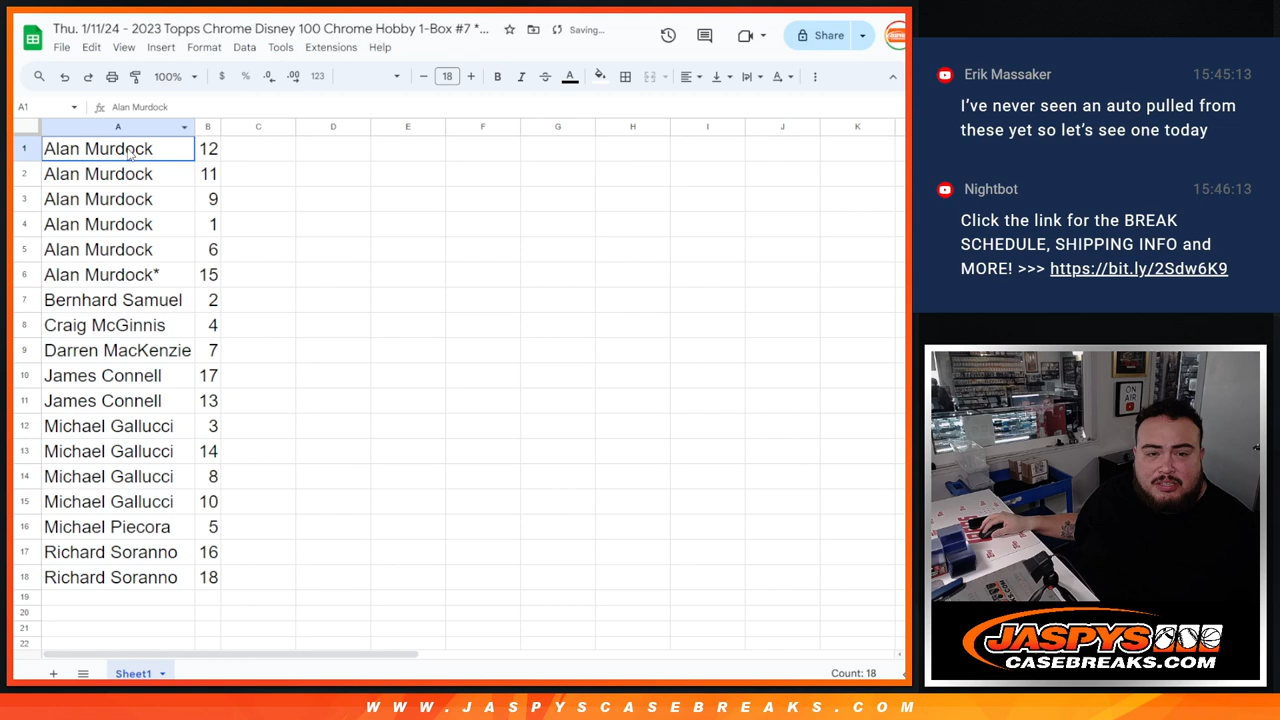 Thu. 1/11/24 - 2023 Topps Chrome Disney 100 Chrome Hobby 1-Box #7 *...
Saving...
File Edit View Insert Format Data Tools Extensions Help
Share
100% $ % .0 .00 123 18 B I A
A1 fx Alan Murdock
A B C D E F G H I J K
1 Alan Murdock 12
2 Alan Murdock 11
3 Alan Murdock 9
4 Alan Murdock 1
5 Alan Murdock 6
6 Alan Murdock* 15
7 Bernhard Samuel 2
8 Craig McGinnis 4
9 Darren MacKenzie 7
10 James Connell 17
11 James Connell 13
12 Michael Gallucci 3
13 Michael Gallucci 14
14 Michael Gallucci 8
15 Michael Gallucci 10
16 Michael Piecora 5
17 Richard Soranno 16
18 Richard Soranno 18
19
20
21
22
Sheet1
Count: 18
Erik Massaker 15:45:13
I've never seen an auto pulled from
these yet so let's see one today
Nightbot 15:46:13
Click the link for the BREAK
SCHEDULE, SHIPPING INFO and
MORE! >>> https://bit.ly/2Sdw6K9
ON
AIR
JASPYS
CASEBREAKS.COM
WWW.JASPYSCASEBREAKS.COM